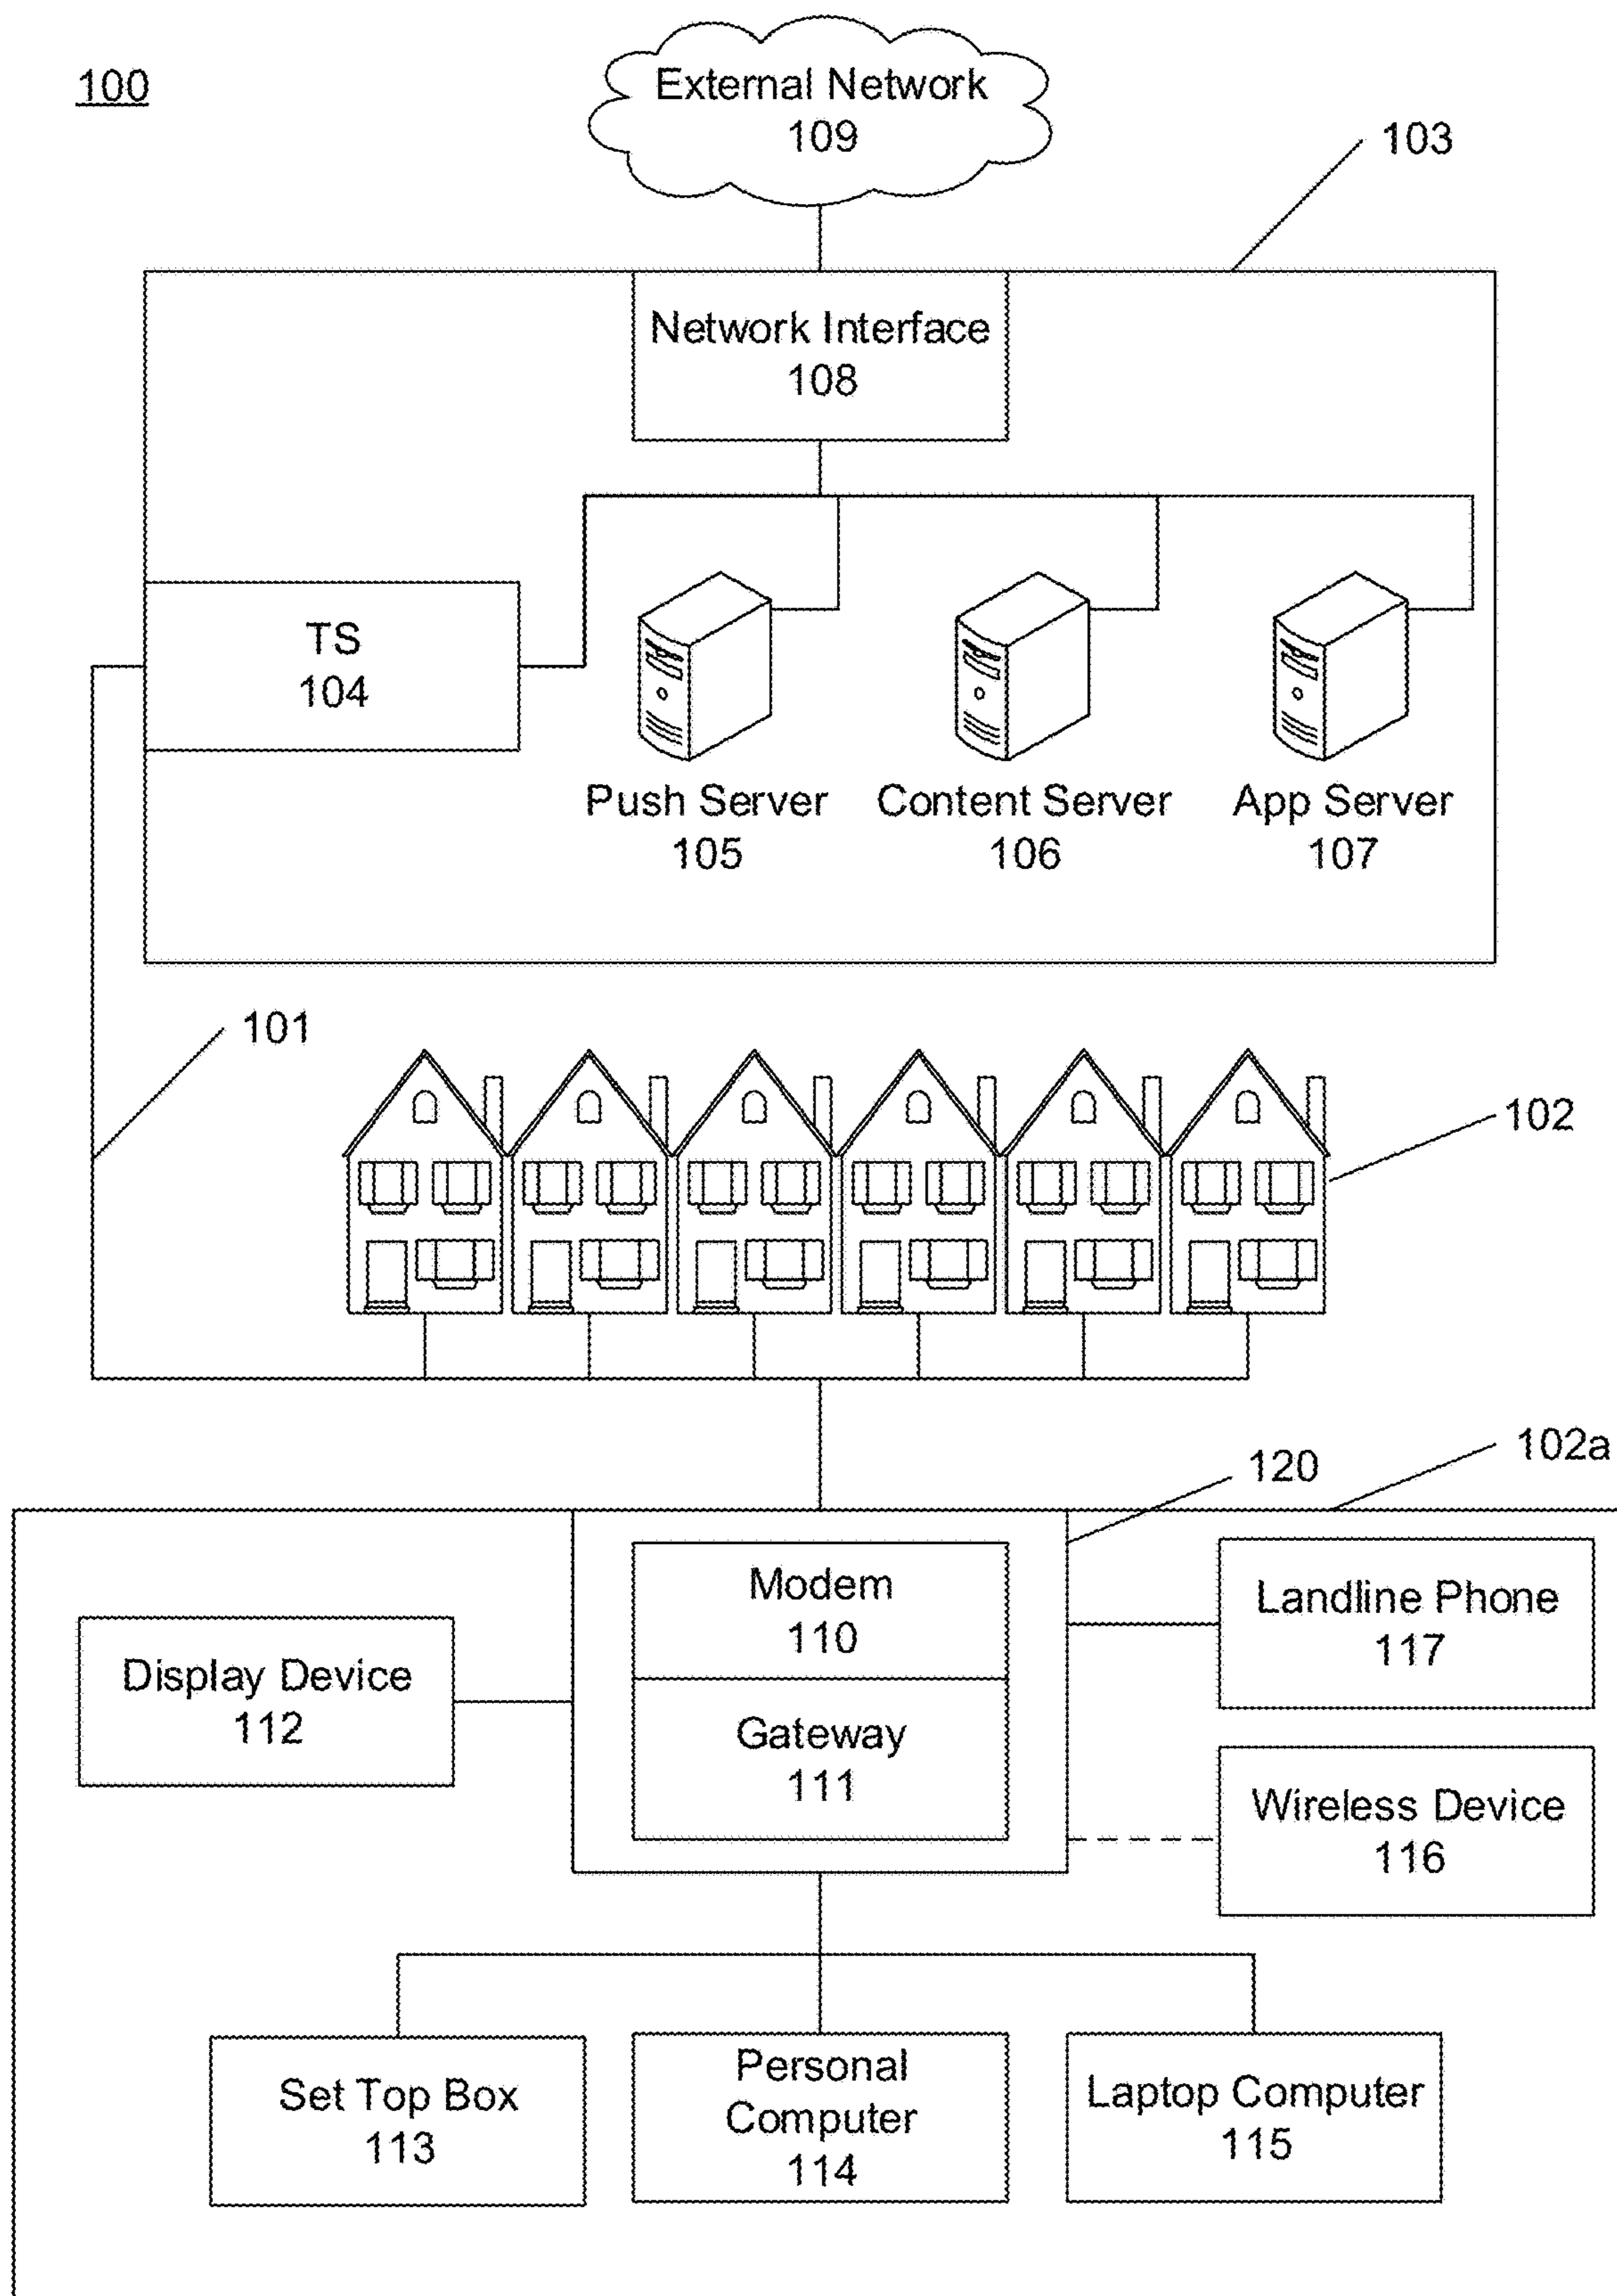 100
External Network
109
103
Network Interface
108
TS
104
Push Server
105
Content Server
106
App Server
107
101
102
102a
120
Modem
110
Gateway
111
Display Device
112
Landline Phone
117
Wireless Device
116
Set Top Box
113
Personal
Computer
114
Laptop Computer
115